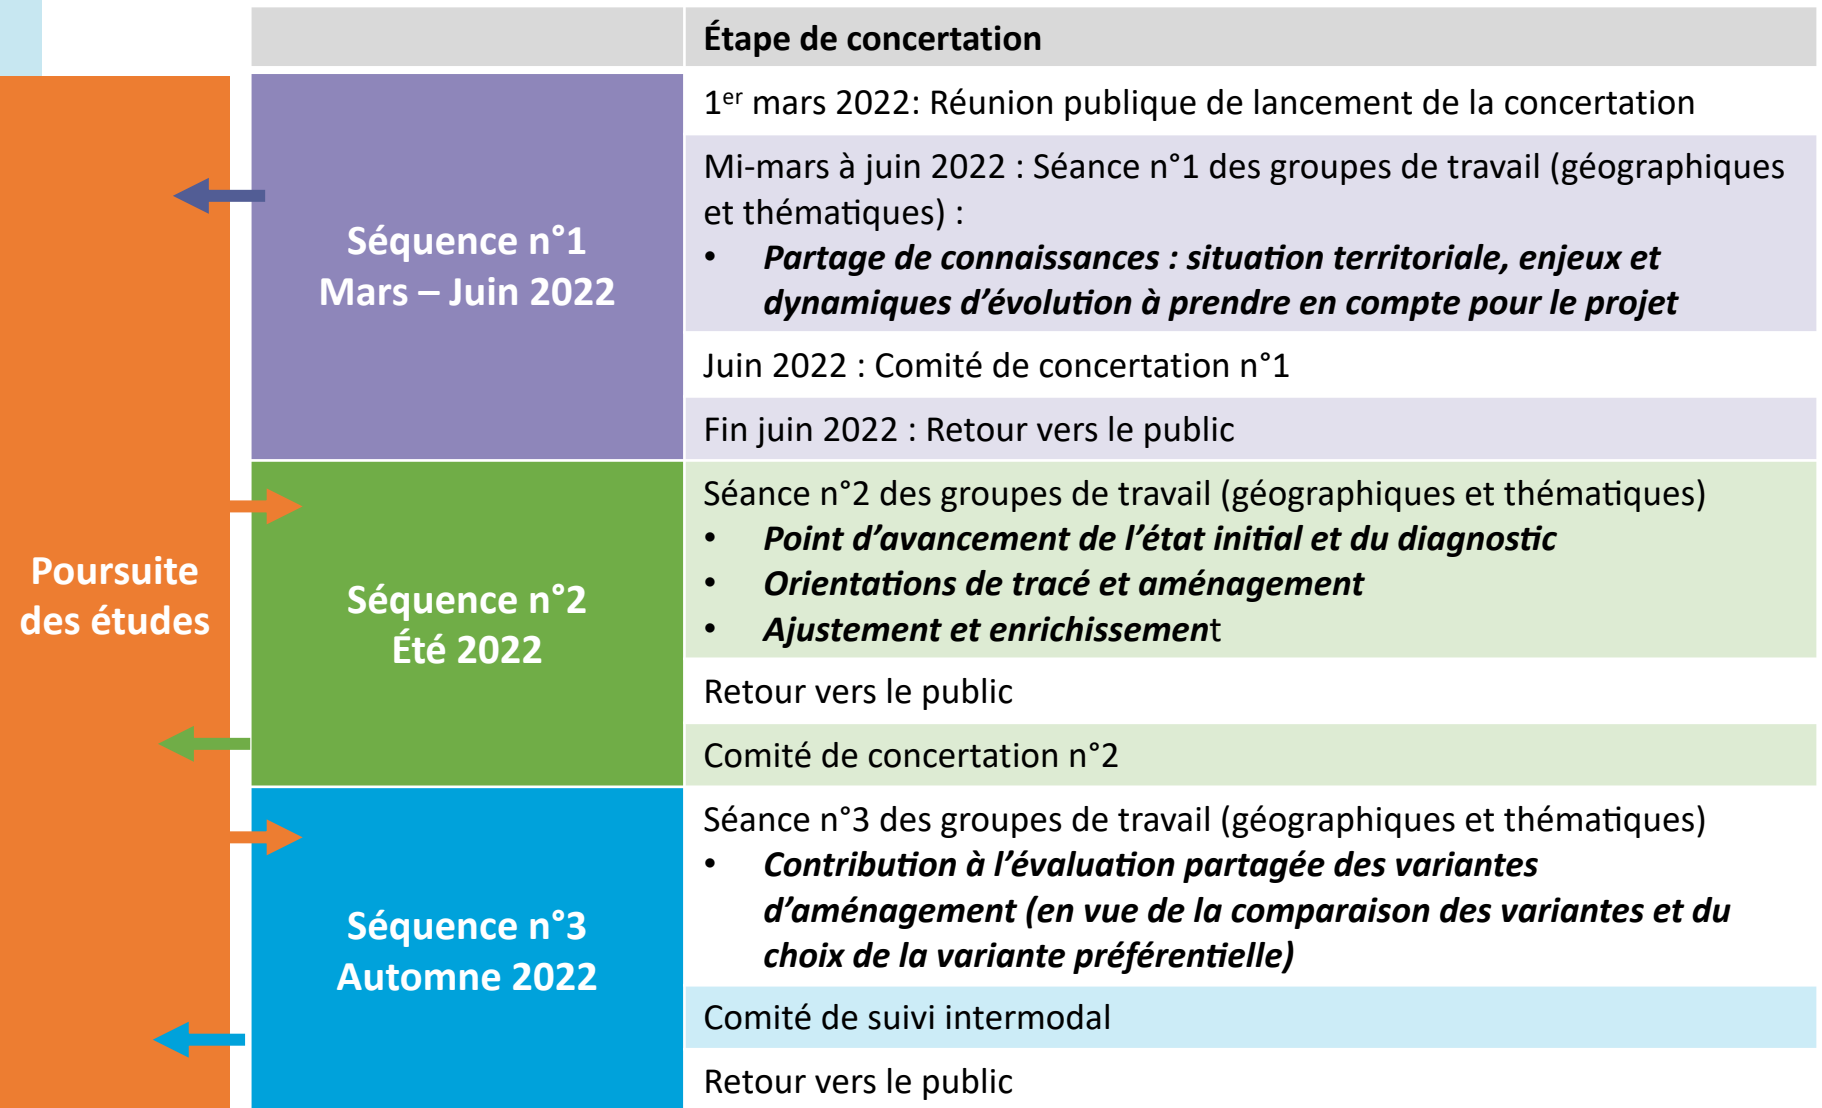 Étape de concertation
Poursuite
des études
Séquence n°1
Mars – Juin 2022
1er mars 2022: Réunion publique de lancement de la concertation
Mi-mars à juin 2022 : Séance n°1 des groupes de travail (géographiques
et thématiques) :
• Partage de connaissances : situation territoriale, enjeux et
dynamiques d’évolution à prendre en compte pour le projet
Juin 2022 : Comité de concertation n°1
Fin juin 2022 : Retour vers le public
Séquence n°2
Été 2022
Séance n°2 des groupes de travail (géographiques et thématiques)
• Point d’avancement de l’état initial et du diagnostic
• Orientations de tracé et aménagement
• Ajustement et enrichissement
Retour vers le public
Comité de concertation n°2
Séquence n°3
Automne 2022
Séance n°3 des groupes de travail (géographiques et thématiques)
• Contribution à l’évaluation partagée des variantes
d’aménagement (en vue de la comparaison des variantes et du
choix de la variante préférentielle)
Comité de suivi intermodal
Retour vers le public